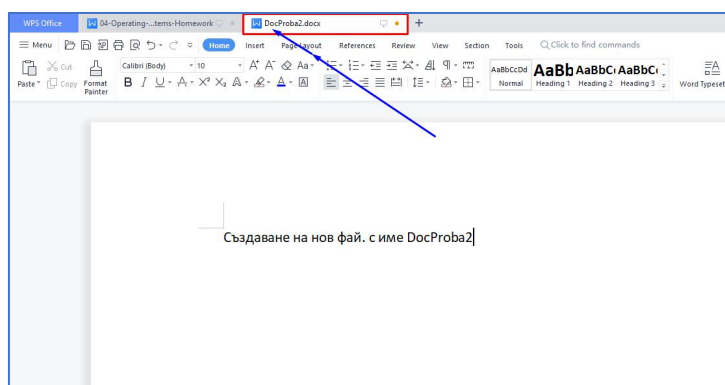 WPS Office 04-Operating-...tems-Homework DocProba2.docx
Menu Home Insert Page Layout References Review View Section Tools Click to find commands
Cut Calibri (Body) 10 AaBbCcDd AaBb AaBbC AaBbC
Paste Copy Format Painter Normal Heading 1 Heading 2 Heading 3 Word Typeset
Създаване на нов фай. с име DocProba2